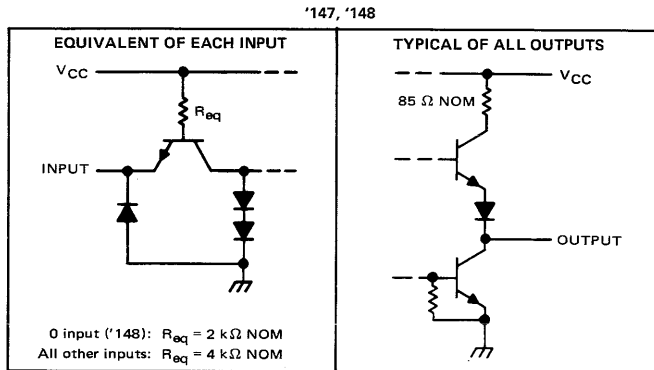 '147, '148
EQUIVALENT OF EACH INPUT
VCC
Req
INPUT
0 input ('148): Req = 2 kΩ NOM
All other inputs: Req = 4 kΩ NOM
TYPICAL OF ALL OUTPUTS
VCC
85 Ω NOM
OUTPUT